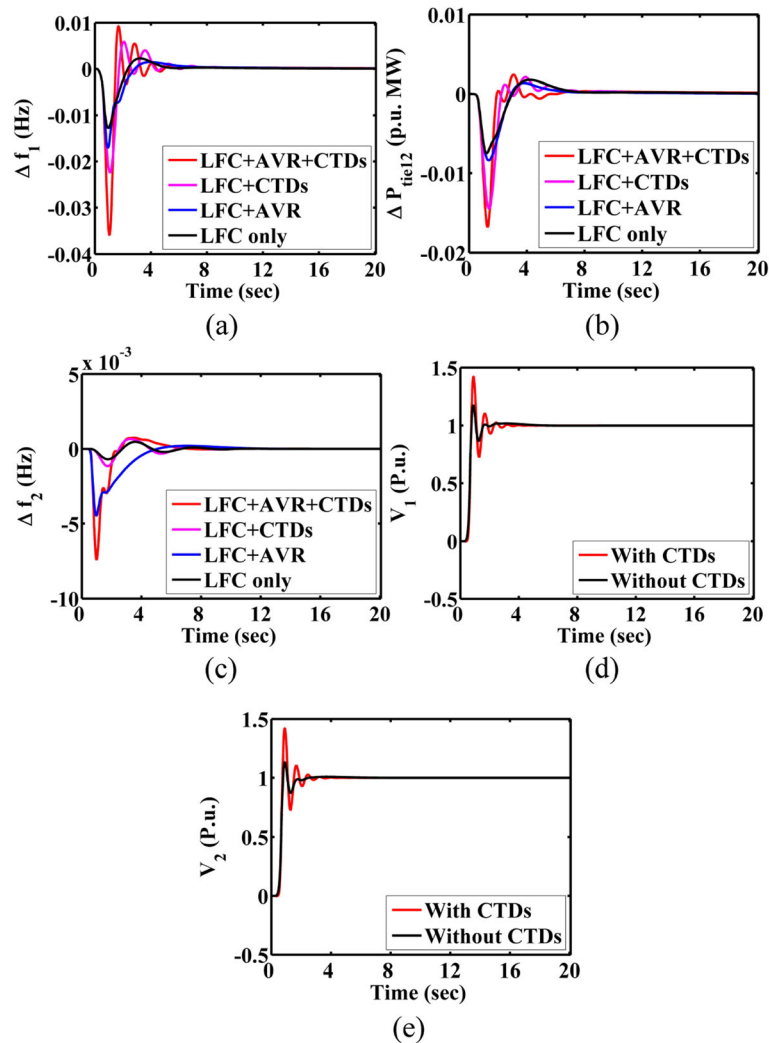 0.01
0
-0.01
-0.02
-0.03
-0.04
Δ f1 (Hz)
LFC+AVR+CTDs
LFC+CTDs
LFC+AVR
LFC only
0 4 8 12 16 20
Time (sec)
(a)
0.01
0
-0.01
-0.02
Δ Ptie12 (p.u. MW)
LFC+AVR+CTDs
LFC+CTDs
LFC+AVR
LFC only
0 4 8 12 16 20
Time (sec)
(b)
x 10-3
5
0
-5
-10
Δ f2 (Hz)
LFC+AVR+CTDs
LFC+CTDs
LFC+AVR
LFC only
0 4 8 12 16 20
Time (sec)
(c)
1.5
1
0.5
0
-0.5
V1 (P.u.)
With CTDs
Without CTDs
0 4 8 12 16 20
Time (sec)
(d)
1.5
1
0.5
0
-0.5
V2 (P.u.)
With CTDs
Without CTDs
0 4 8 12 16 20
Time (sec)
(e)